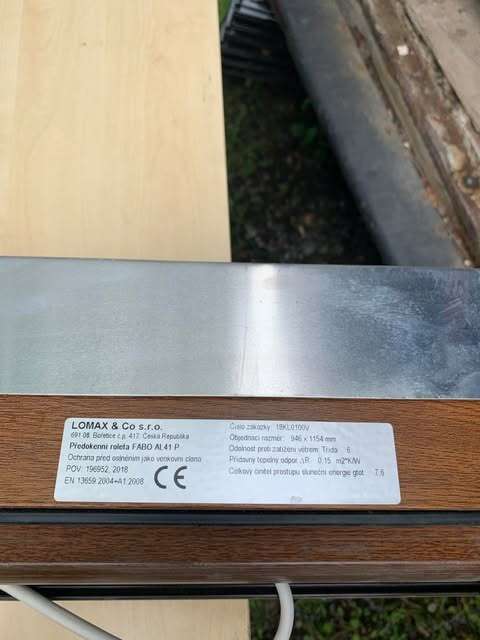 LOMAX & Co s.r.o.
691 08, Bořetice č.p. 417, Česká Republika
Předokenní roleta FABO AL41 P
Ochrana před oslněním jako venkovní clona
POV: 196952, 2018
EN 13659:2004+A1:2008
Číslo zakázky 18KL0100V
Objednací rozměr: 946 x 1154 mm
Odolnost proti zatížení větrem: Třída 6
Přídavný tepelný odpor: ΔR 0,15 m2*K/W
Celkový činitel prostupu sluneční energie gtot 7,6